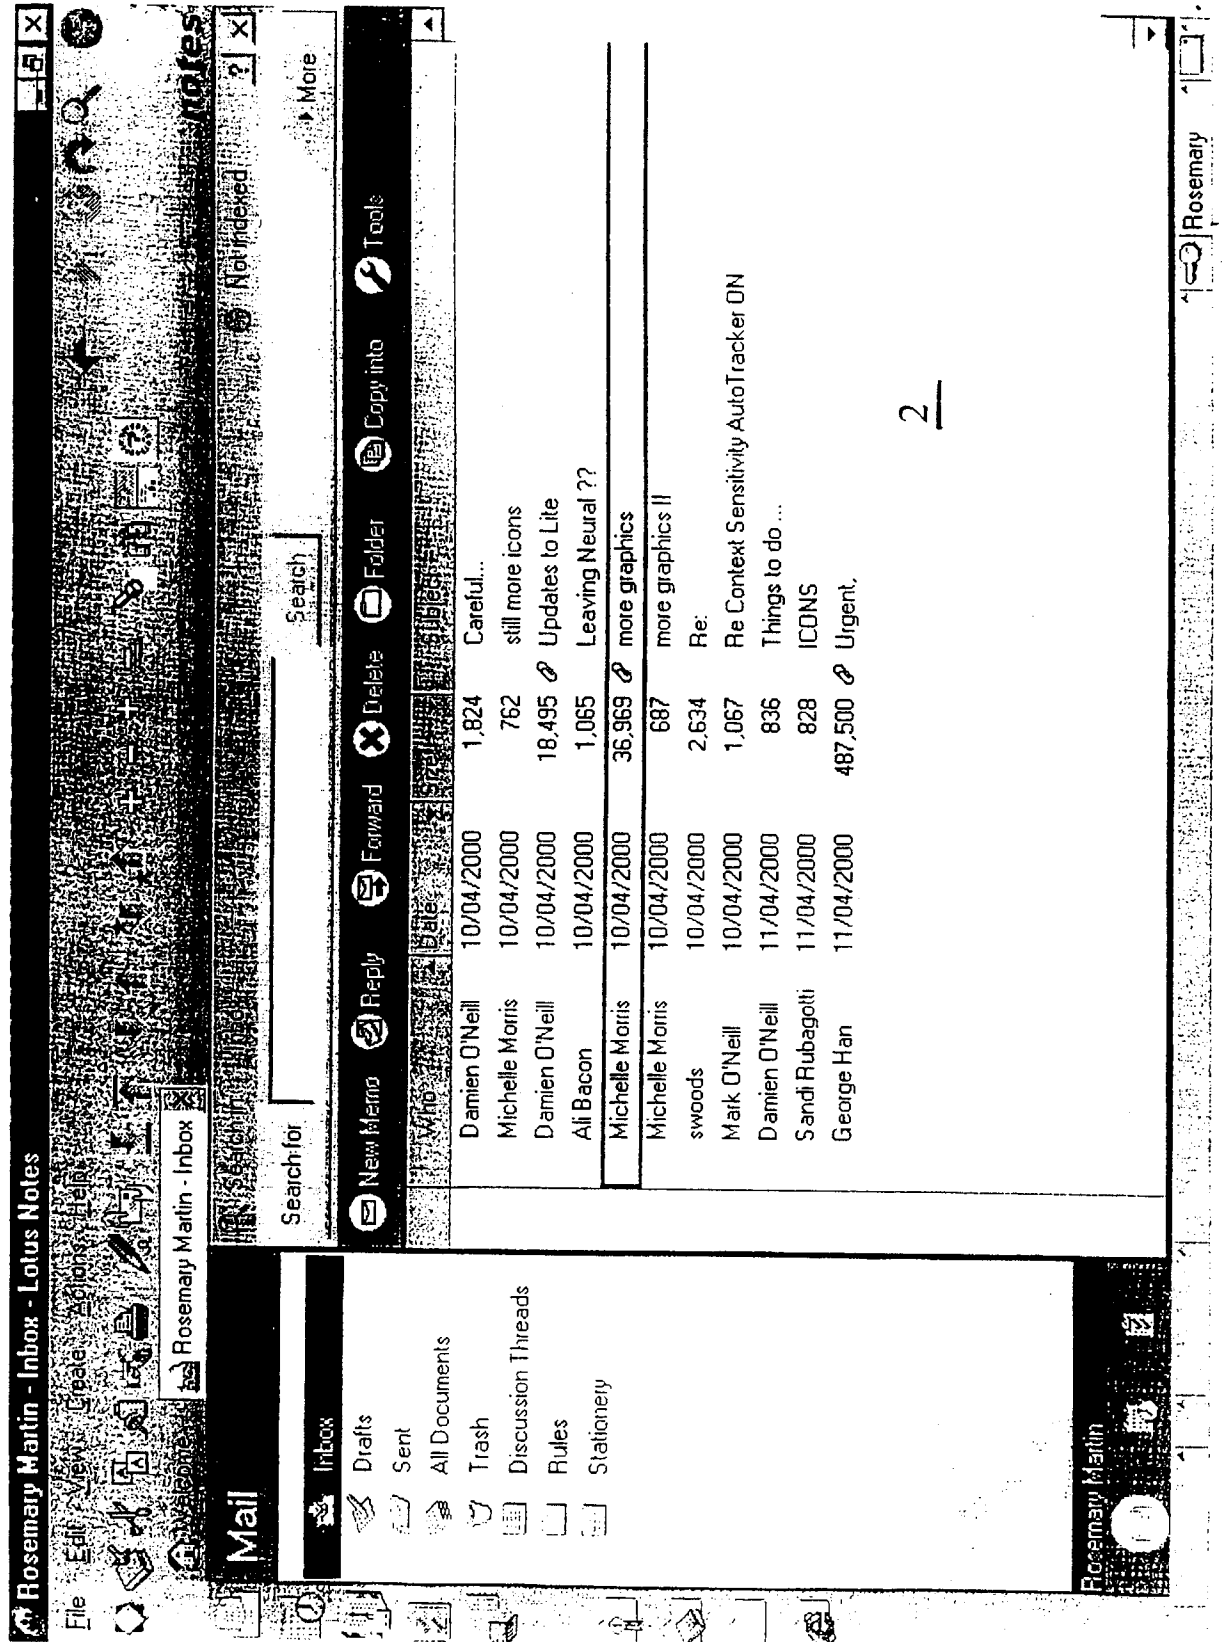 Rosemary Martin - Inbox - Lotus Notes
File Edit View Create Actions Help
Welcome
Rosemary Martin - Inbox
notes
Mail
Search in
Not indexed
Search for
Search
More
New Memo Reply Forward Delete Folder Copy into Tools
Who Date Size Subject
Inbox
Drafts
Sent
All Documents
Trash
Discussion Threads
Rules
Stationery
Damien O'Neill 10/04/2000 1,824 Careful...
Michelle Morris 10/04/2000 762 still more icons
Damien O'Neill 10/04/2000 18,495 Updates to Lite
Ali Bacon 10/04/2000 1,065 Leaving Neural ??
Michelle Morris 10/04/2000 36,969 more graphics
Michelle Morris 10/04/2000 687 more graphics !!
swoods 10/04/2000 2,634 Re:
Mark O'Neill 10/04/2000 1,067 Re Context Sensitivity AutoTracker ON
Damien O'Neill 11/04/2000 836 Things to do...
Sandi Rubagotti 11/04/2000 828 ICONS
George Han 11/04/2000 487,500 Urgent,
2
Rosemary Martin
Rosemary